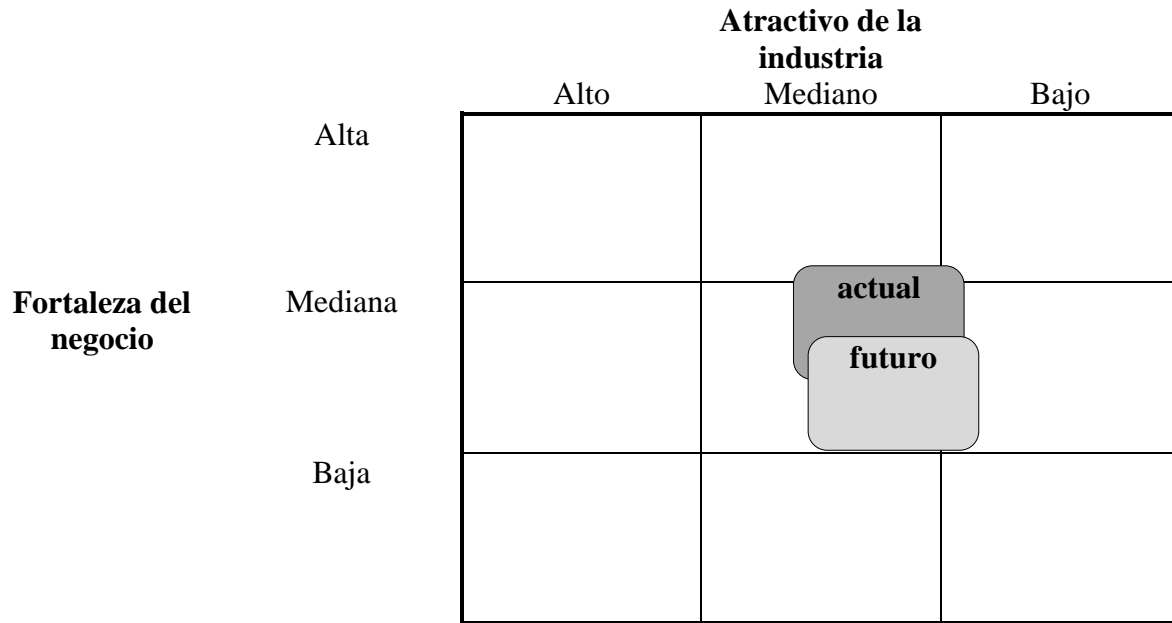 Atractivo de la
industria
Alto Mediano Bajo
Alta
actual
Fortaleza del
negocio
Mediana
futuro
Baja